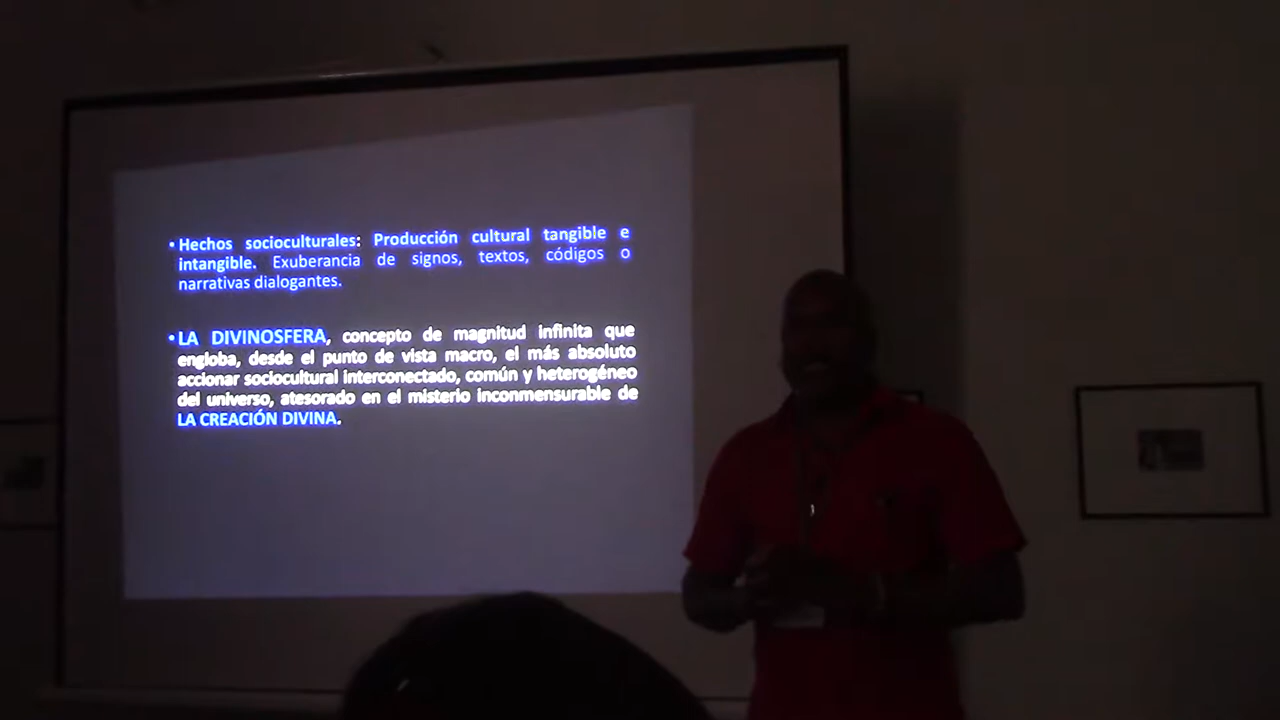 • Hechos socioculturales: Producción cultural tangible e
intangible. Exuberancia de signos, textos, códigos o
narrativas dialogantes.
• LA DIVINOSFERA, concepto de magnitud infinita que
engloba, desde el punto de vista macro, el más absoluto
accionar sociocultural interconectado, común y heterogéneo
del universo, atesorado en el misterio inconmensurable de
LA CREACIÓN DIVINA.